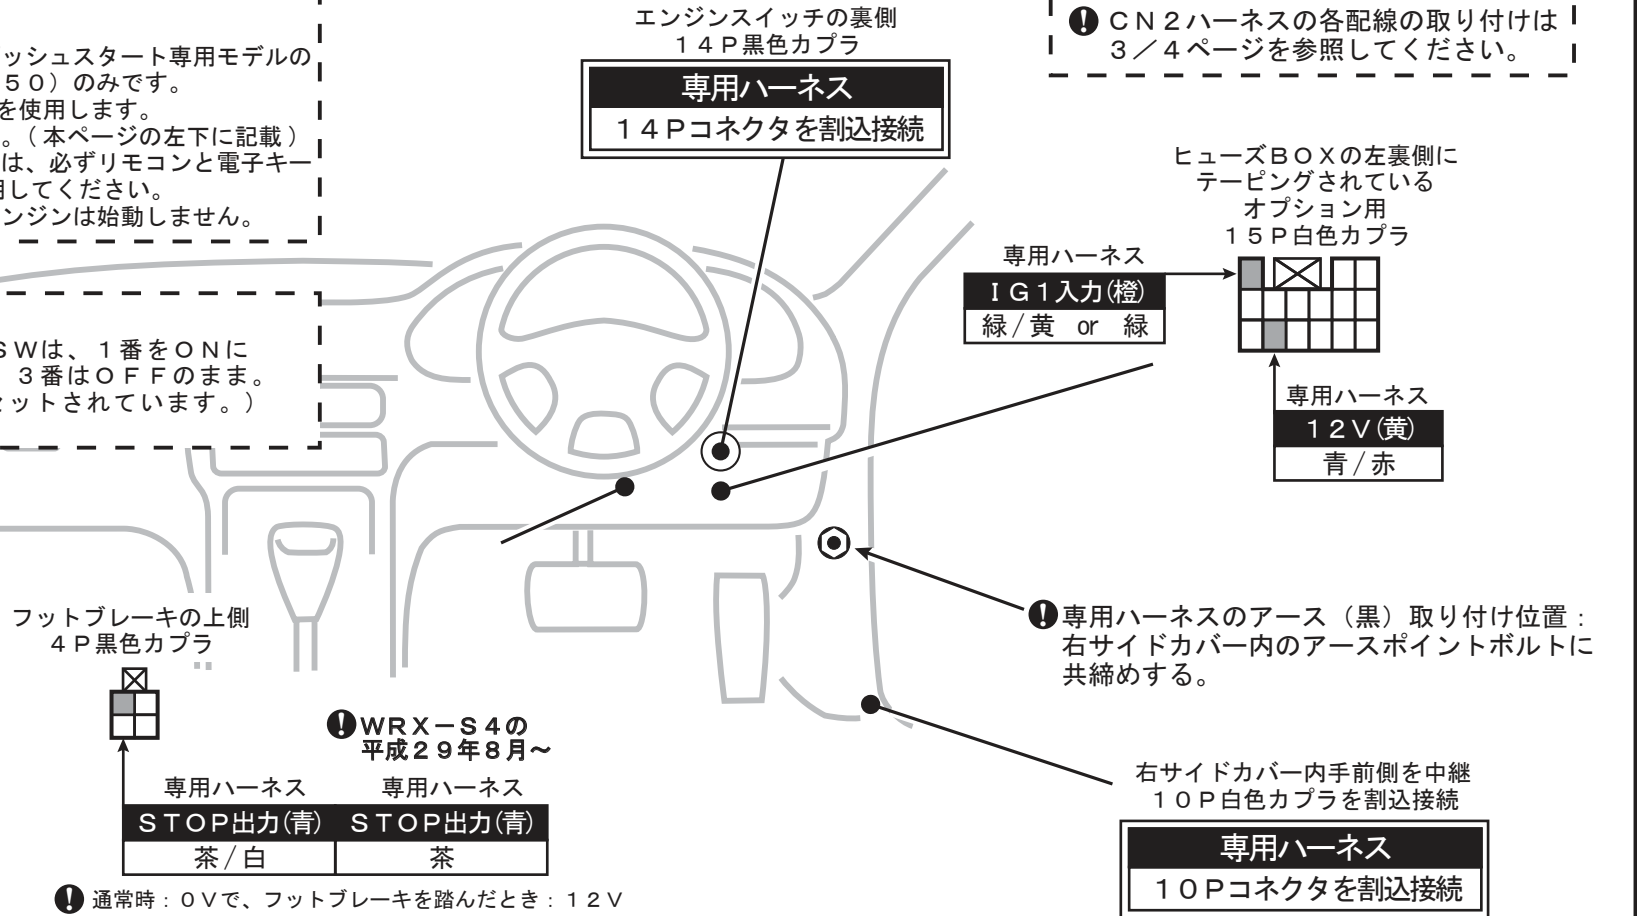 ッシュスタート専用モデルの
５０）のみです。
を使用します。
。（本ページの左下に記載）
は、必ずリモコンと電子キー
してください。
ンジンは始動しません。
ＳＷは、１番をＯＮに
３番はＯＦＦのまま。
ットされています。）
エンジンスイッチの裏側
１４Ｐ黒色カプラ
専用ハーネス
１４Ｐコネクタを割込接続
ＣＮ２ハーネスの各配線の取り付けは
３／４ページを参照してください。
ヒューズＢＯＸの左裏側に
テーピングされている
オプション用
１５Ｐ白色カプラ
専用ハーネス
ＩＧ１入力(橙)
緑/黄 or 緑
専用ハーネス
１２Ｖ(黄)
青/赤
専用ハーネスのアース（黒）取り付け位置：
右サイドカバー内のアースポイントボルトに
共締めする。
フットブレーキの上側
４Ｐ黒色カプラ
ＷＲＸ－Ｓ４の
平成２９年８月～
専用ハーネス 専用ハーネス
ＳＴＯＰ出力(青) ＳＴＯＰ出力(青)
茶/白 茶
通常時：０Ｖで、フットブレーキを踏んだとき：１２Ｖ
右サイドカバー内手前側を中継
１０Ｐ白色カプラを割込接続
専用ハーネス
１０Ｐコネクタを割込接続